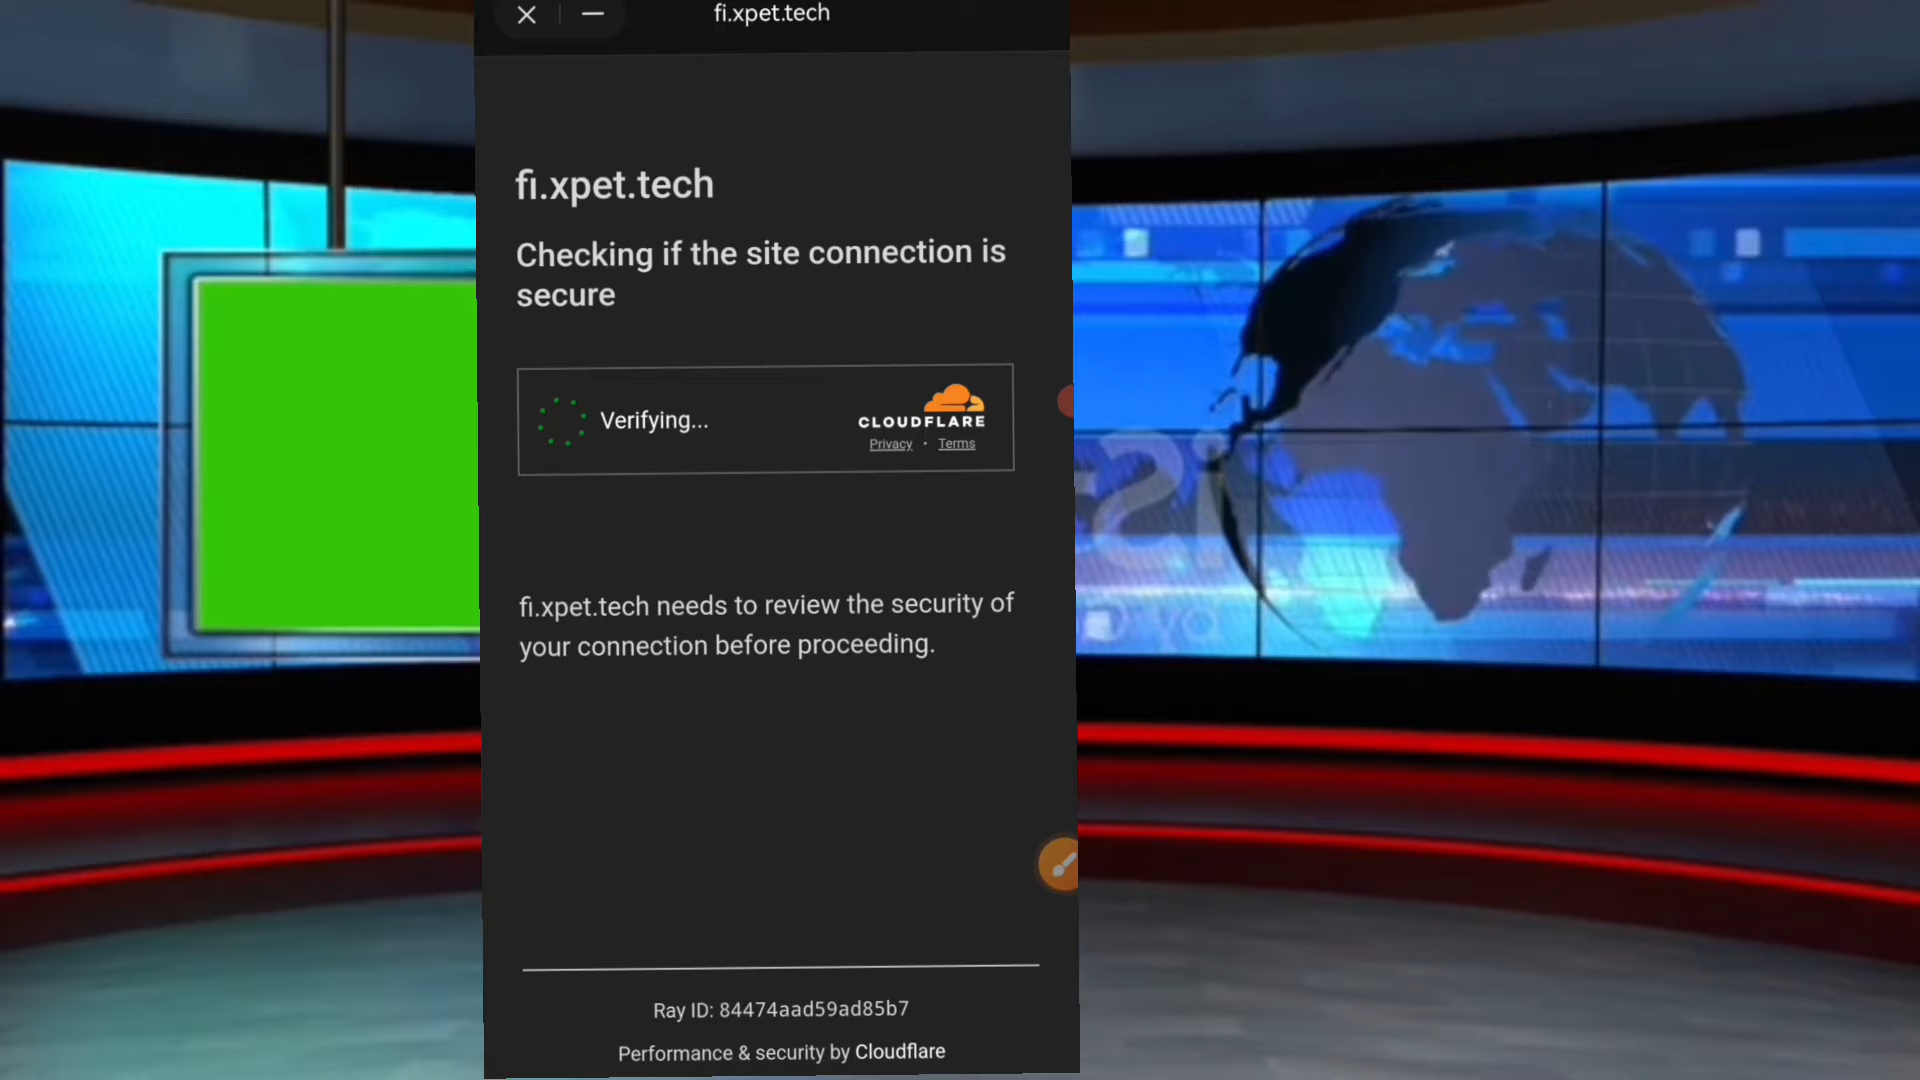 fi.xpet.tech
fi.xpet.tech
Checking if the site connection is
secure
Verifying...
CLOUDFLARE
Privacy • Terms
fi.xpet.tech needs to review the security of
your connection before proceeding.
Ray ID: 84474aad59ad85b7
Performance & security by Cloudflare